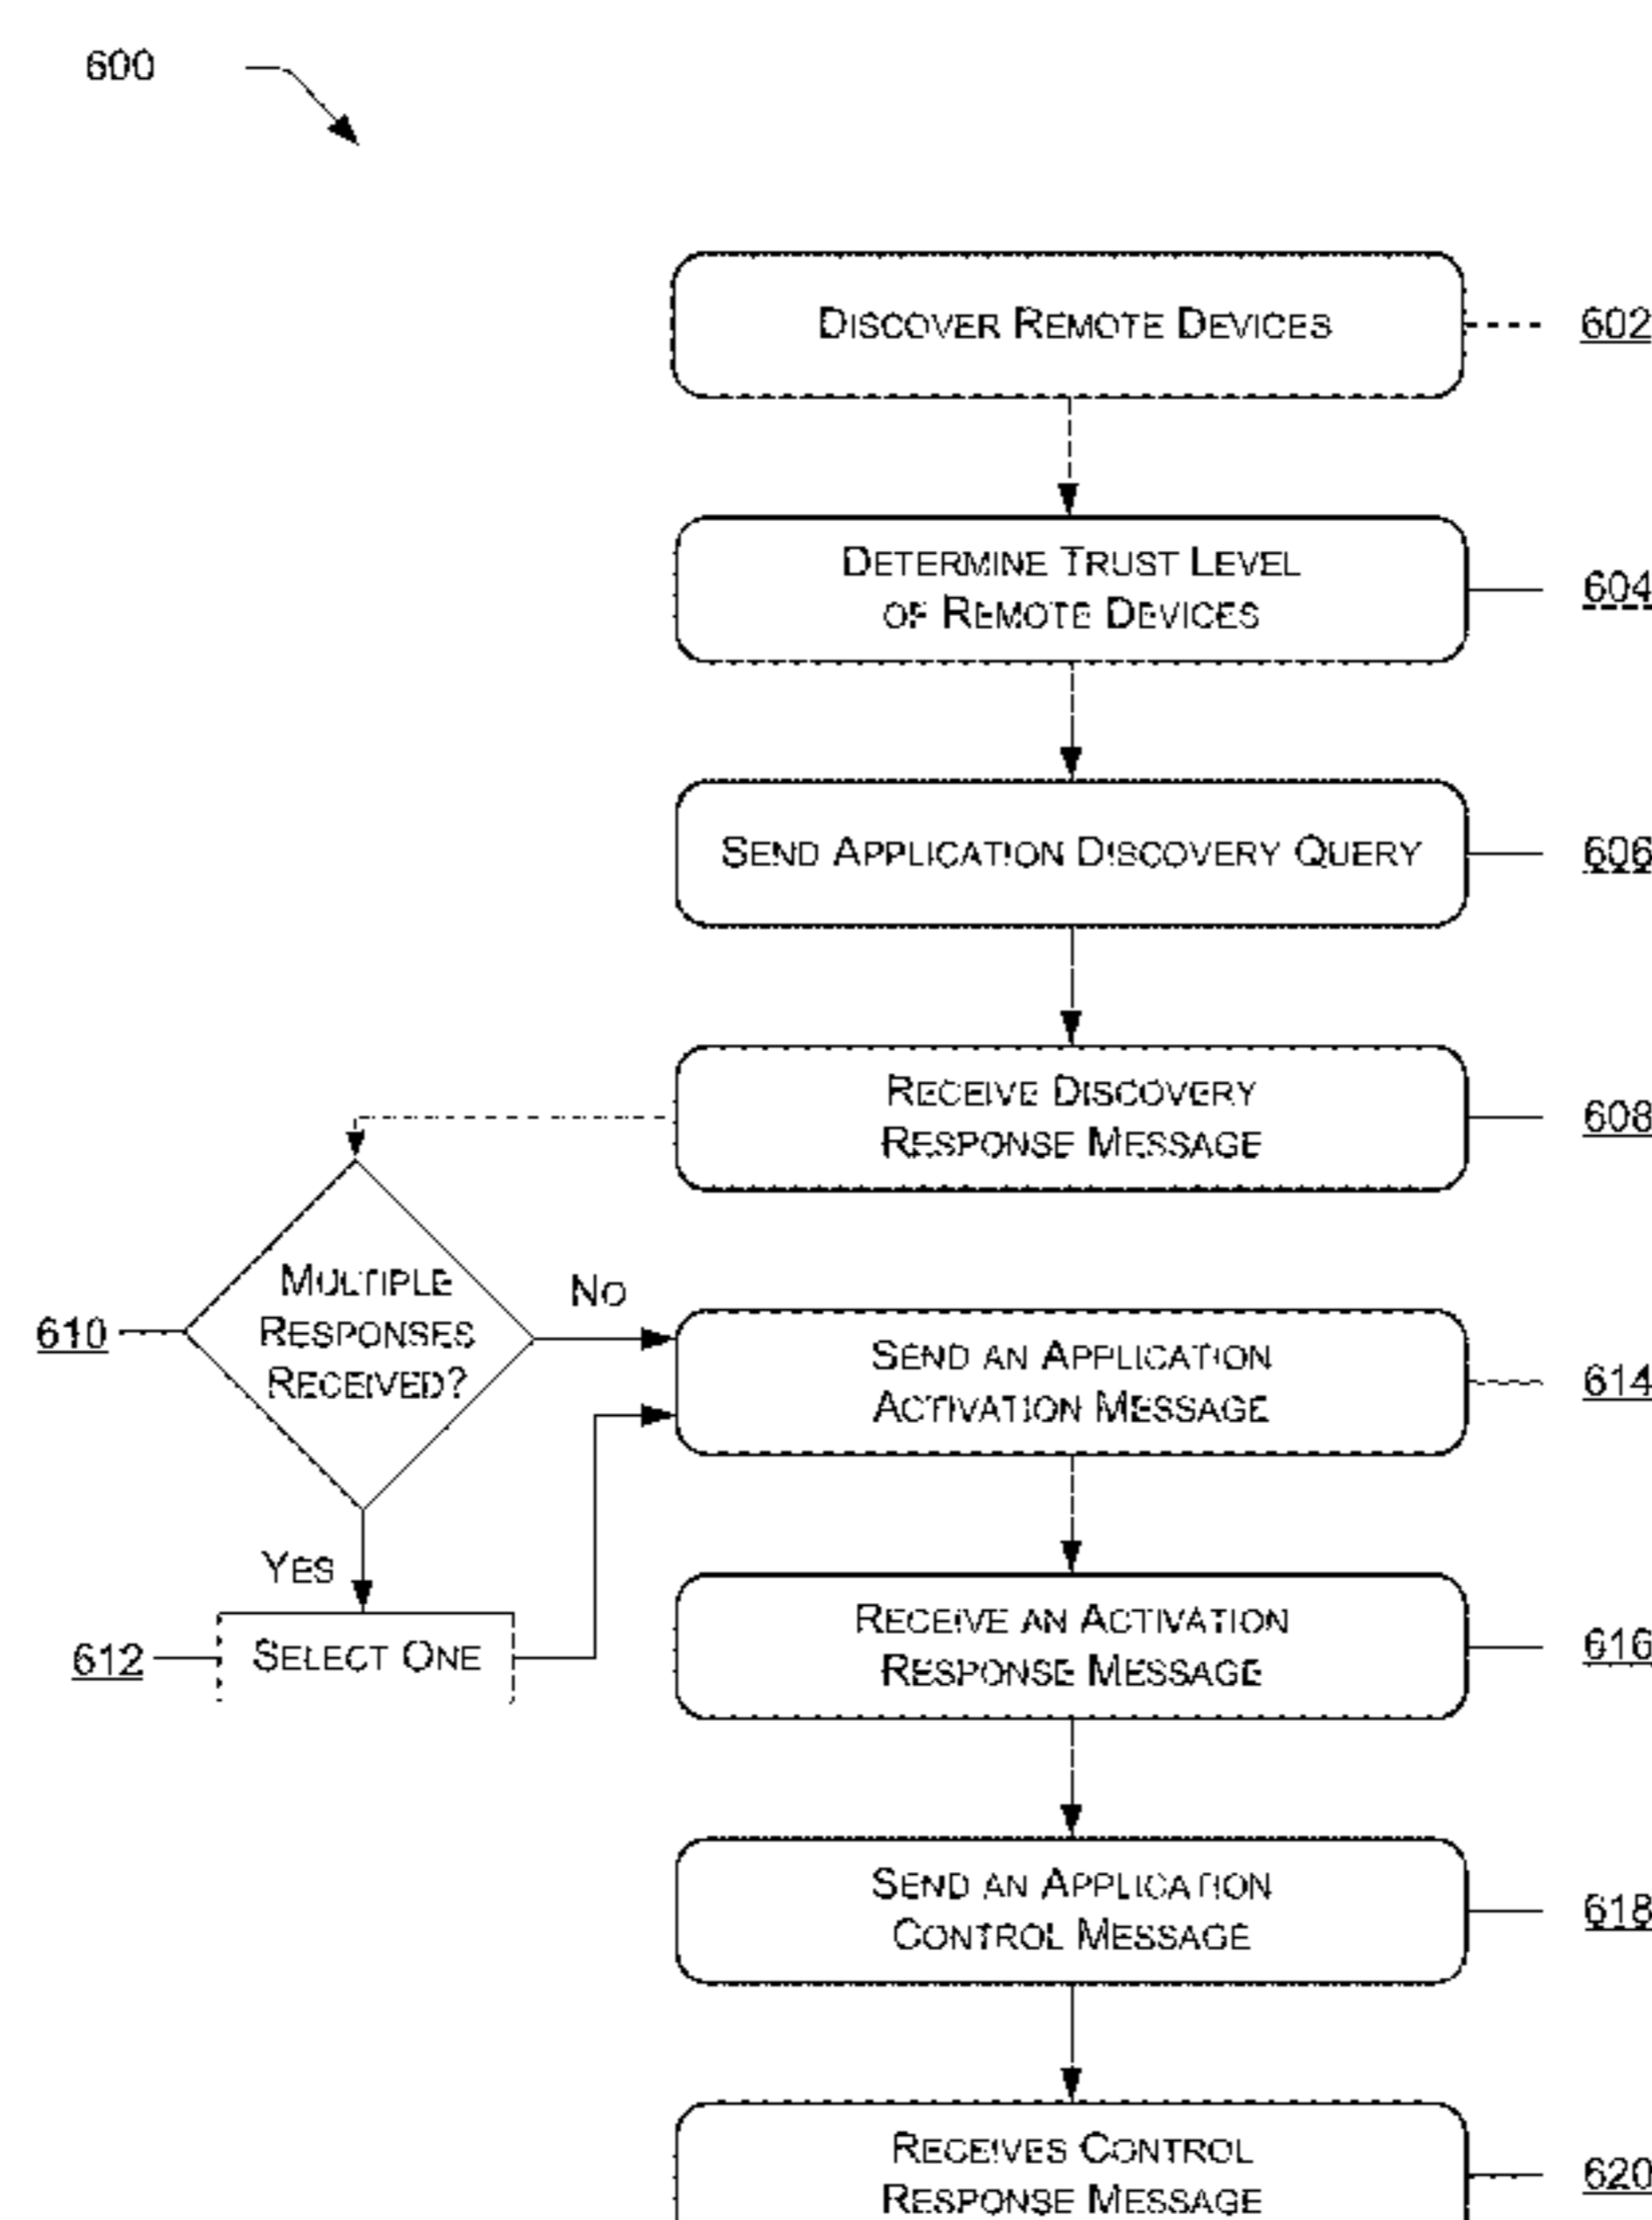 600
DISCOVER REMOTE DEVICES
602
DETERMINE TRUST LEVEL
OF REMOTE DEVICES
604
SEND APPLICATION DISCOVERY QUERY
606
RECEIVE DISCOVERY
RESPONSE MESSAGE
608
MULTIPLE
RESPONSES
RECEIVED?
610
NO
SEND AN APPLICATION
ACTIVATION MESSAGE
614
YES
SELECT ONE
612
RECEIVE AN ACTIVATION
RESPONSE MESSAGE
616
SEND AN APPLICATION
CONTROL MESSAGE
618
RECEIVES CONTROL
RESPONSE MESSAGE
620